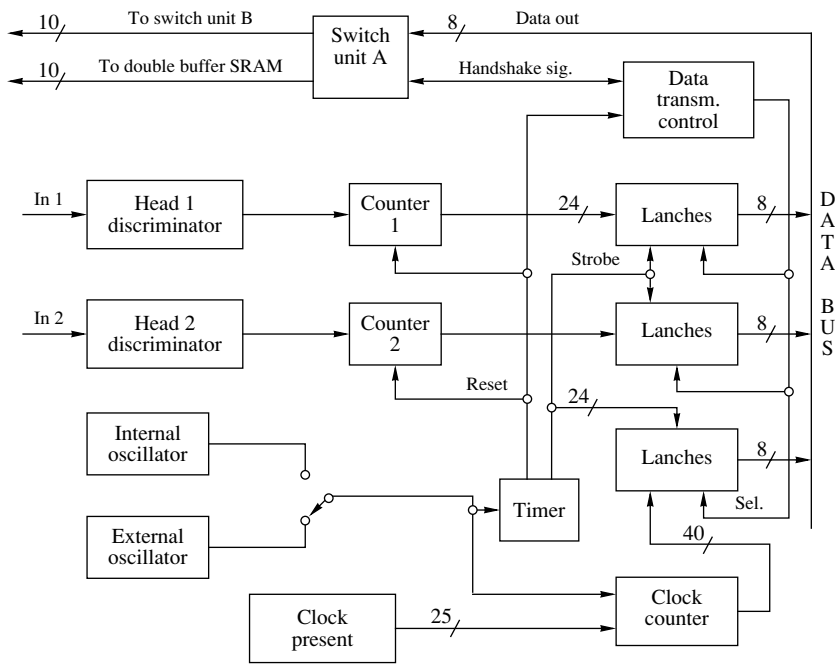 10
To switch unit B
Switch
unit A
8
Data out
10
To double buffer SRAM
Handshake sig.
Data
transm.
control
In 1
Head 1
discriminator
Counter
1
24
Lanches
8
DATA BUS
Strobe
In 2
Head 2
discriminator
Counter
2
Lanches
8
Reset
24
Internal
oscillator
Lanches
8
Timer
Sel.
External
oscillator
40
Clock
present
25
Clock
counter